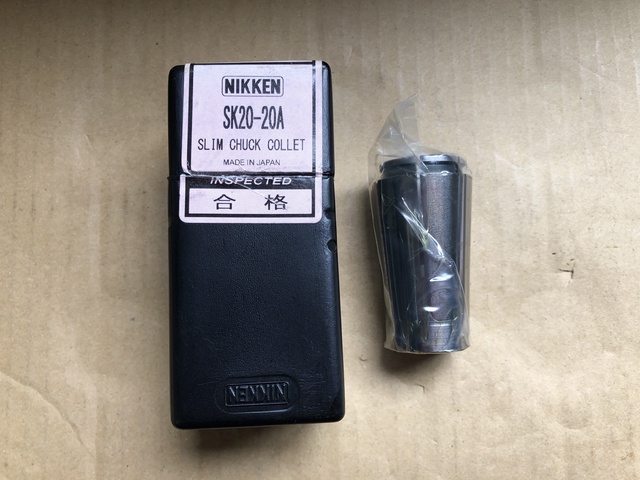 NIKKEN
SK20-20A
SLIM CHUCK COLLET
MADE IN JAPAN
INSPECTED
合格
NIKKEN